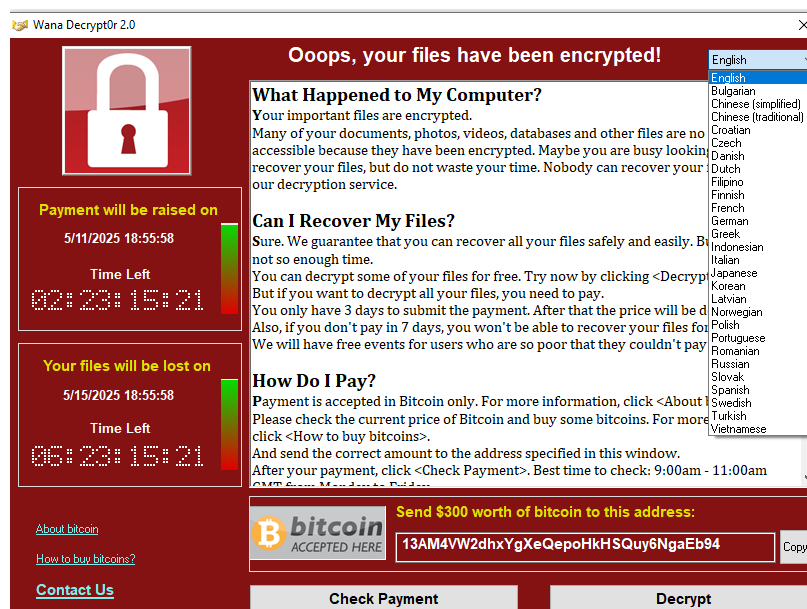 Wana Decrypt0r 2.0
Ooops, your files have been encrypted!
English
English
Bulgarian
Chinese (simplified)
Chinese (traditional)
Croatian
Czech
Danish
Dutch
Filipino
Finnish
French
German
Greek
Indonesian
Italian
Japanese
Korean
Latvian
Norwegian
Polish
Portuguese
Romanian
Russian
Slovak
Spanish
Swedish
Turkish
Vietnamese
Payment will be raised on
5/11/2025 18:55:58
Time Left
02:23:15:21
Your files will be lost on
5/15/2025 18:55:58
Time Left
06:23:15:21
What Happened to My Computer?
Your important files are encrypted.
Many of your documents, photos, videos, databases and other files are no
accessible because they have been encrypted. Maybe you are busy looking
recover your files, but do not waste your time. Nobody can recover your
our decryption service.
Can I Recover My Files?
Sure. We guarantee that you can recover all your files safely and easily.
not so enough time.
You can decrypt some of your files for free. Try now by clicking <Decrypt
But if you want to decrypt all your files, you need to pay.
You only have 3 days to submit the payment. After that the price will be
Also, if you don't pay in 7 days, you won't be able to recover your files for
We will have free events for users who are so poor that they couldn't pay
How Do I Pay?
Payment is accepted in Bitcoin only. For more information, click <About
Please check the current price of Bitcoin and buy some bitcoins. For more
click <How to buy bitcoins>.
And send the correct amount to the address specified in this window.
After your payment, click <Check Payment>. Best time to check: 9:00am - 11:00am
GMT from Monday to Friday
About bitcoin
How to buy bitcoins?
Contact Us
bitcoin
ACCEPTED HERE
Send $300 worth of bitcoin to this address:
13AM4VW2dhxYgXeQepoHkHSQuy6NgaEb94
Copy
Check Payment
Decrypt